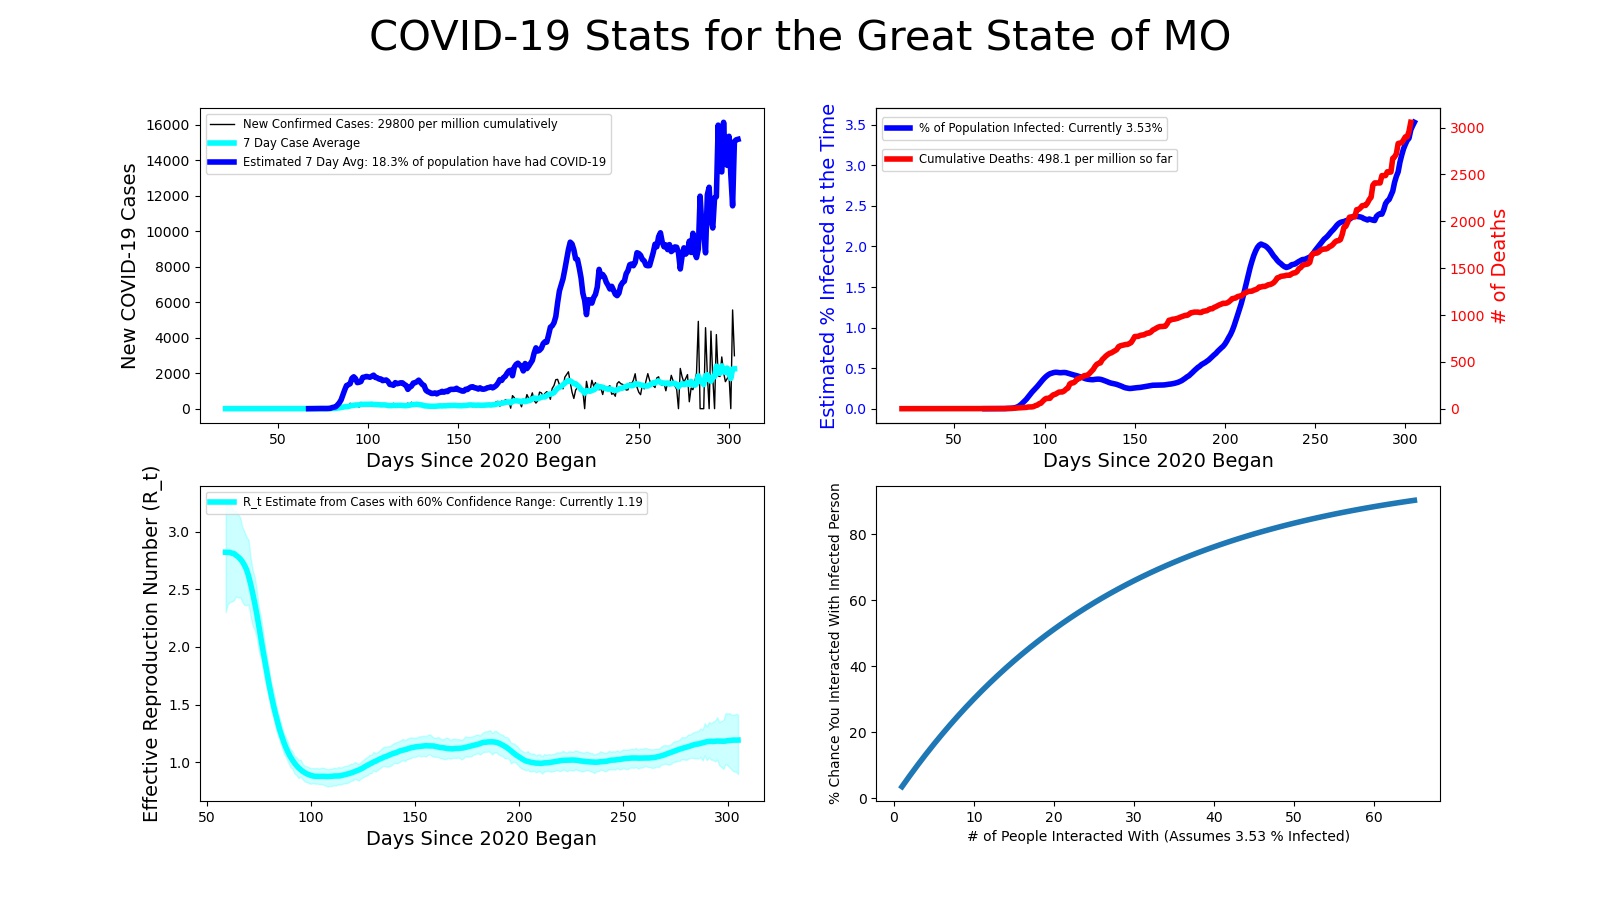 COVID-19 Stats for the Great State of MO
New COVID-19 Cases
16000
14000
12000
10000
8000
6000
4000
2000
0
New Confirmed Cases: 29800 per million cumulatively
7 Day Case Average
Estimated 7 Day Avg: 18.3% of population have had COVID-19
50 100 150 200 250 300
Days Since 2020 Began
Estimated % Infected at the Time
3.5
3.0
2.5
2.0
1.5
1.0
0.5
0.0
% of Population Infected: Currently 3.53%
Cumulative Deaths: 498.1 per million so far
3000
2500
2000
1500
1000
500
0
# of Deaths
50 100 150 200 250 300
Days Since 2020 Began
Effective Reproduction Number (R_t)
3.0
2.5
2.0
1.5
1.0
R_t Estimate from Cases with 60% Confidence Range: Currently 1.19
50 100 150 200 250 300
Days Since 2020 Began
% Chance You Interacted With Infected Person
80
60
40
20
0
0 10 20 30 40 50 60
# of People Interacted With (Assumes 3.53 % Infected)